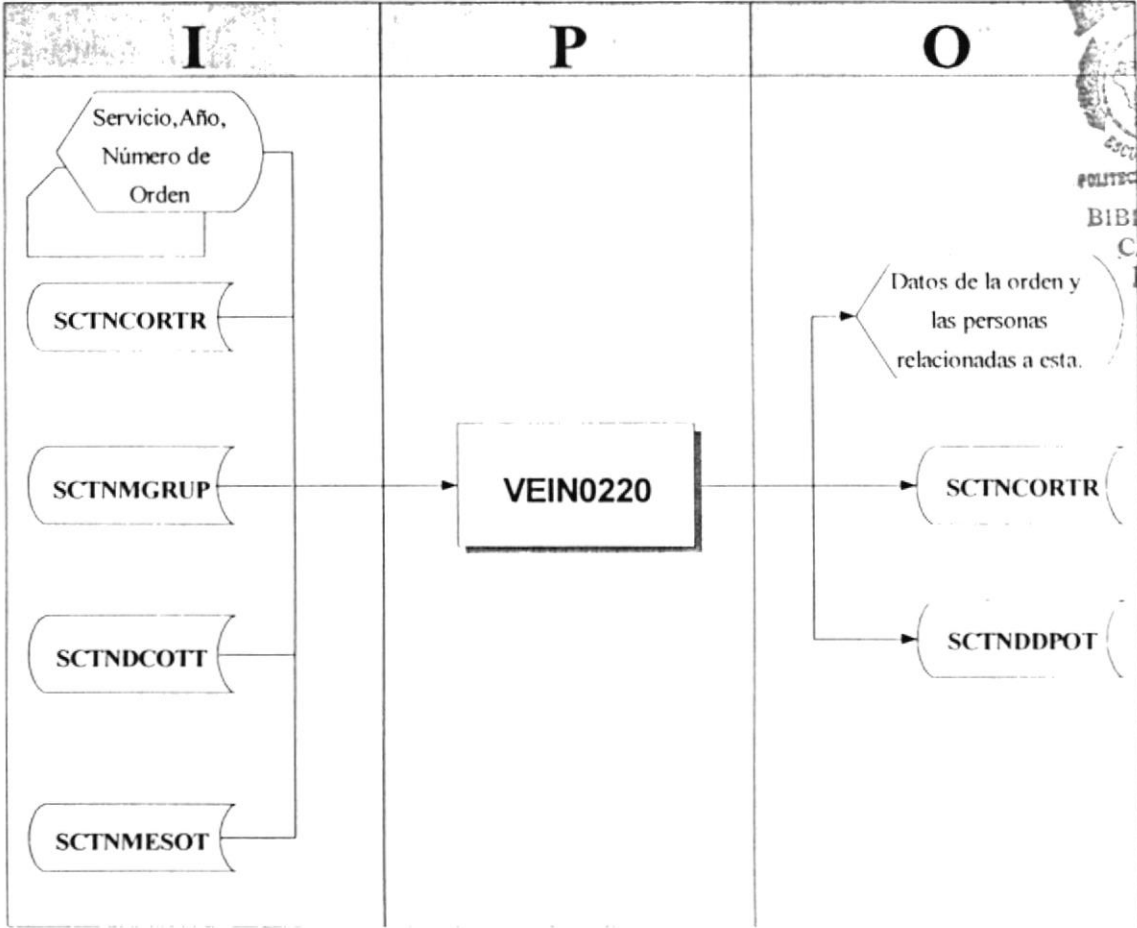 I
P
O
Servicio,Año,
Número de
Orden
SCTNCORTR
SCTNMGRUP
SCTNDCOTT
SCTNMESOT
VEIN0220
Datos de la orden y
las personas
relacionadas a esta.
SCTNCORTR
SCTNDDPOT